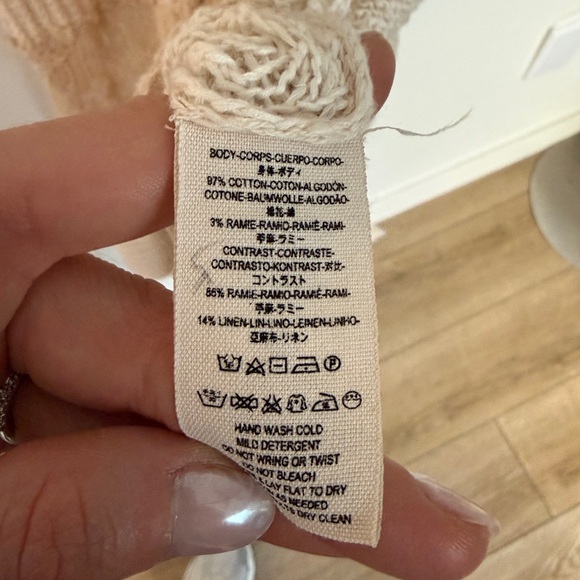 BODY-CORPS-CUERPO-CORPO-
身体-ボディ
97% COTTON-COTON-ALGODÓN-
COTONE-BAUMWOLLE-ALGODÃO-
棉花-綿
3% RAMIE-RAMIO-RAMIÉ-RAMI-
苧麻-ラミー
CONTRAST-CONTRASTE-
CONTRASTO-KONTRAST-对比-
コントラスト
86% RAMIE-RAMIO-RAMIÉ-RAMI-
苧麻-ラミー
14% LINEN-LIN-LINO-LEINEN-LINHO-
亞麻布-リネン
P
HAND WASH COLD
MILD DETERGENT
DO NOT WRING OR TWIST
DO NOT BLEACH
LAY FLAT TO DRY
AS NEEDED
DRY CLEAN